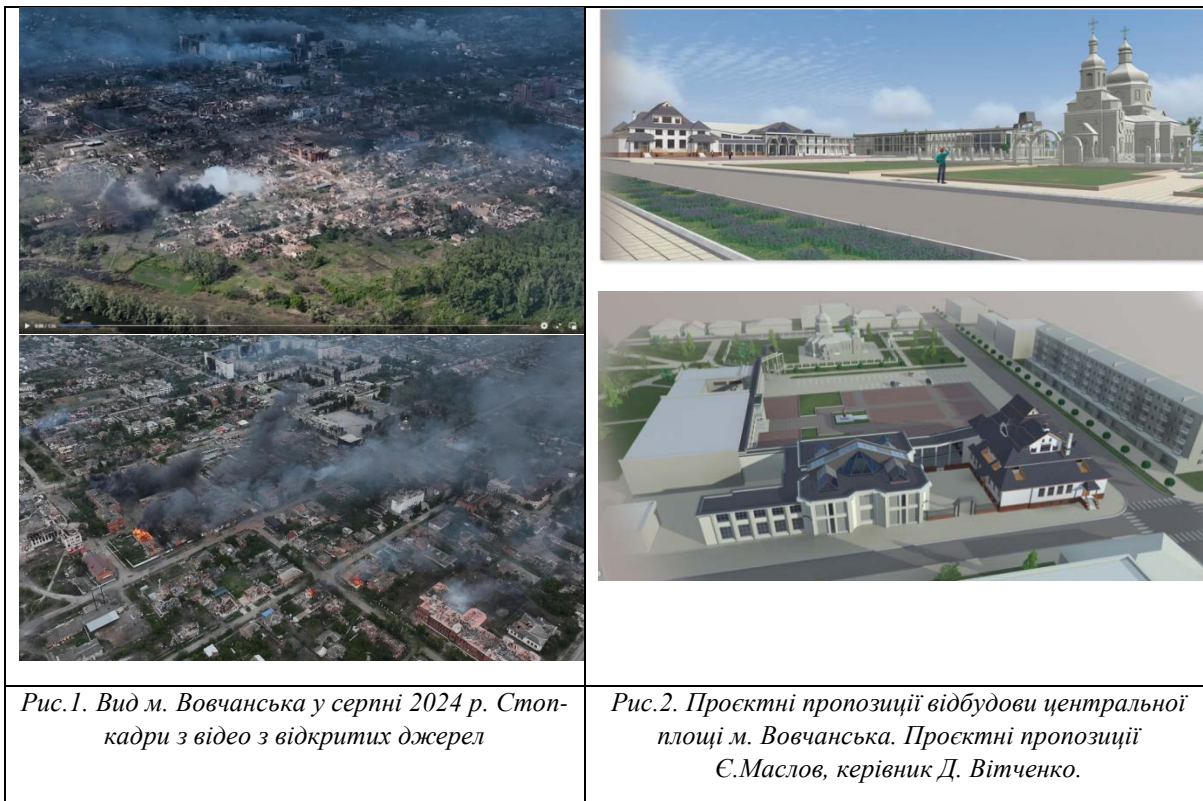 Рис.1. Вид м. Вовчанська у серпні 2024 р. Стоп-
кадри з відео з відкритих джерел
Рис.2. Проєктні пропозиції відбудови центральної
площі м. Вовчанська. Проєктні пропозиції
Є.Маслов, керівник Д. Вітченко.